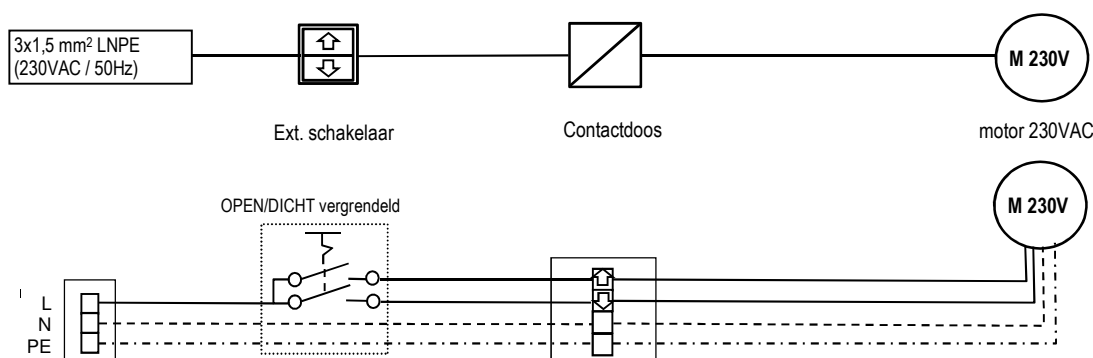 3x1,5 mm² LNPE
(230VAC / 50Hz)
M 230V
Ext. schakelaar
Contactdoos
motor 230VAC
OPEN/DICHT vergrendeld
M 230V
L
N
PE